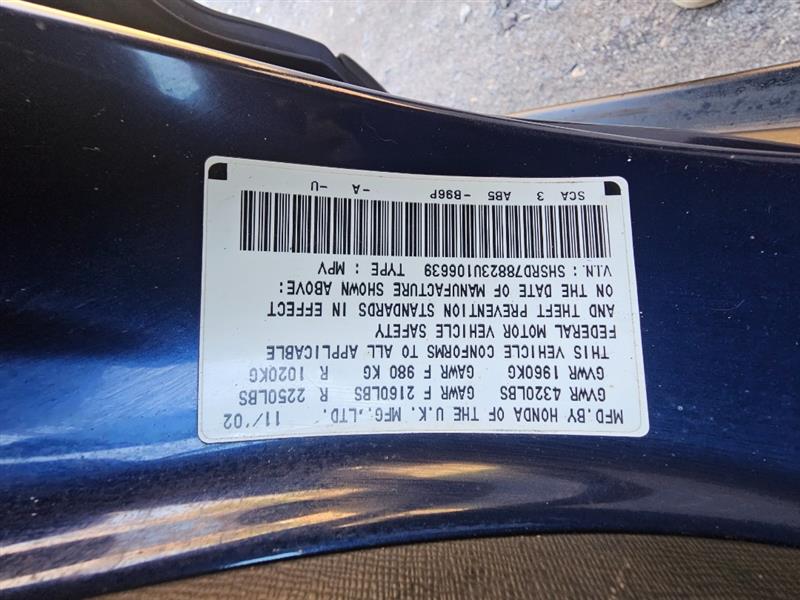 MFD.BY HONDA OF THE U.K. MFG.,LTD. 11/'02
GVWR 4320LBS GAWR F 2160LBS R 2250LBS
GVWR 1960KG GAWR F 980 KG R 1020KG
THIS VEHICLE CONFORMS TO ALL APPLICABLE
FEDERAL MOTOR VEHICLE SAFETY
AND THEFT PREVENTION STANDARDS IN EFFECT
ON THE DATE OF MANUFACTURE SHOWN ABOVE:
V.I.N.: SHSRD78823U106639 TYPE : MPV
SCA 3 AB5 -B96P -A -U